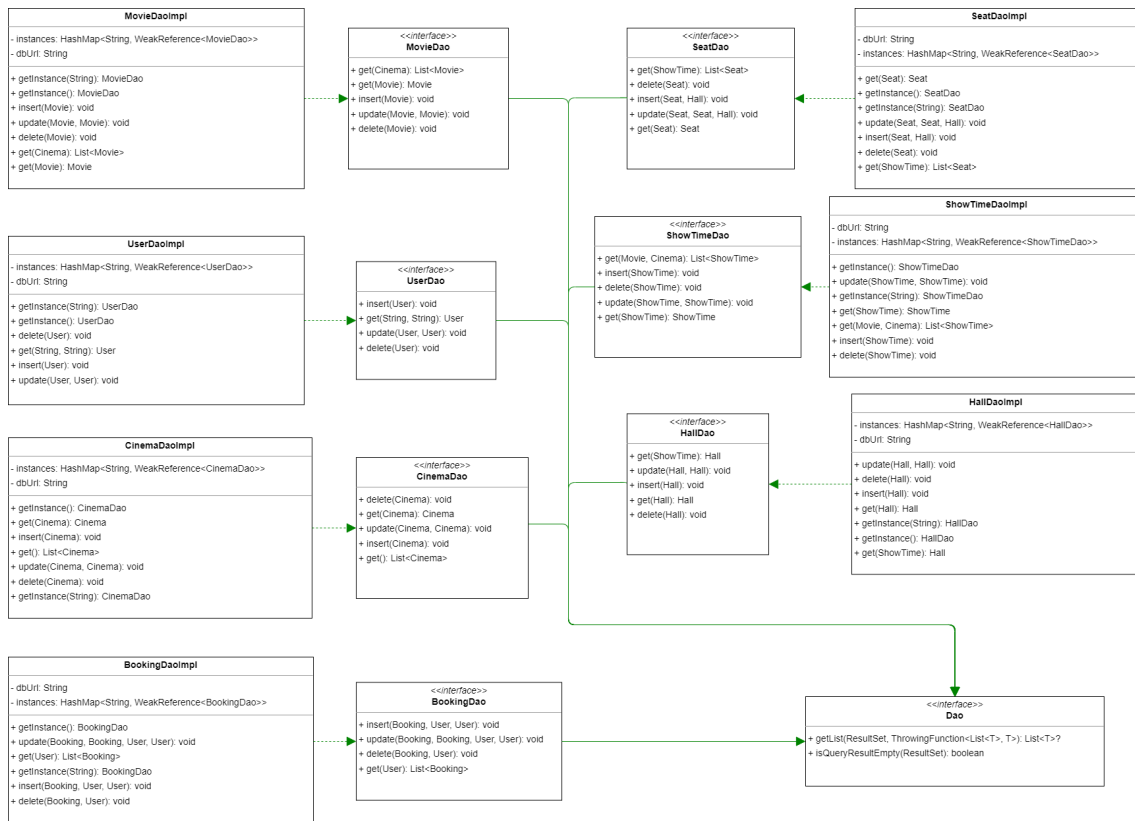 MovieDaoImpl
- instances: HashMap<String, WeakReference<MovieDao>>
- dbUrl: String
+ getInstance(String): MovieDao
+ getInstance(): MovieDao
+ insert(Movie): void
+ update(Movie, Movie): void
+ delete(Movie): void
+ get(Cinema): List<Movie>
+ get(Movie): Movie
<<interface>>
MovieDao
+ get(Cinema): List<Movie>
+ get(Movie): Movie
+ insert(Movie): void
+ update(Movie, Movie): void
+ delete(Movie): void
<<interface>>
SeatDao
+ get(ShowTime): List<Seat>
+ delete(Seat): void
+ insert(Seat, Hall): void
+ update(Seat, Seat, Hall): void
+ get(Seat): Seat
SeatDaoImpl
- dbUrl: String
- instances: HashMap<String, WeakReference<SeatDao>>
+ get(Seat): Seat
+ getInstance(): SeatDao
+ getInstance(String): SeatDao
+ update(Seat, Seat, Hall): void
+ insert(Seat, Hall): void
+ delete(Seat): void
+ get(ShowTime): List<Seat>
UserDaoImpl
- instances: HashMap<String, WeakReference<UserDao>>
- dbUrl: String
+ getInstance(String): UserDao
+ getInstance(): UserDao
+ delete(User): void
+ get(String, String): User
+ insert(User): void
+ update(User, User): void
<<interface>>
UserDao
+ insert(User): void
+ get(String, String): User
+ update(User, User): void
+ delete(User): void
<<interface>>
ShowTimeDao
+ get(Movie, Cinema): List<ShowTime>
+ insert(ShowTime): void
+ delete(ShowTime): void
+ update(ShowTime, ShowTime): void
+ get(ShowTime): ShowTime
ShowTimeDaoImpl
- dbUrl: String
- instances: HashMap<String, WeakReference<ShowTimeDao>>
+ getInstance(): ShowTimeDao
+ update(ShowTime, ShowTime): void
+ getInstance(String): ShowTimeDao
+ get(ShowTime): ShowTime
+ get(Movie, Cinema): List<ShowTime>
+ insert(ShowTime): void
+ delete(ShowTime): void
CinemaDaoImpl
- instances: HashMap<String, WeakReference<CinemaDao>>
- dbUrl: String
+ getInstance(): CinemaDao
+ get(Cinema): Cinema
+ insert(Cinema): void
+ get(): List<Cinema>
+ update(Cinema, Cinema): void
+ delete(Cinema): void
+ getInstance(String): CinemaDao
<<interface>>
CinemaDao
+ delete(Cinema): void
+ get(Cinema): Cinema
+ update(Cinema, Cinema): void
+ insert(Cinema): void
+ get(): List<Cinema>
<<interface>>
HallDao
+ get(ShowTime): Hall
+ update(Hall, Hall): void
+ insert(Hall): void
+ get(Hall): Hall
+ delete(Hall): void
HallDaoImpl
- instances: HashMap<String, WeakReference<HallDao>>
- dbUrl: String
+ update(Hall, Hall): void
+ delete(Hall): void
+ insert(Hall): void
+ get(Hall): Hall
+ getInstance(String): HallDao
+ getInstance(): HallDao
+ get(ShowTime): Hall
BookingDaoImpl
- dbUrl: String
- instances: HashMap<String, WeakReference<BookingDao>>
+ getInstance(): BookingDao
+ update(Booking, Booking, User, User): void
+ get(User): List<Booking>
+ getInstance(String): BookingDao
+ insert(Booking, User, User): void
+ delete(Booking, User): void
<<interface>>
BookingDao
+ insert(Booking, User, User): void
+ update(Booking, Booking, User, User): void
+ delete(Booking, User): void
+ get(User): List<Booking>
<<interface>>
Dao
+ getList(ResultSet, ThrowingFunction<List<T>, T>): List<T>?
+ isQueryResultEmpty(ResultSet): boolean